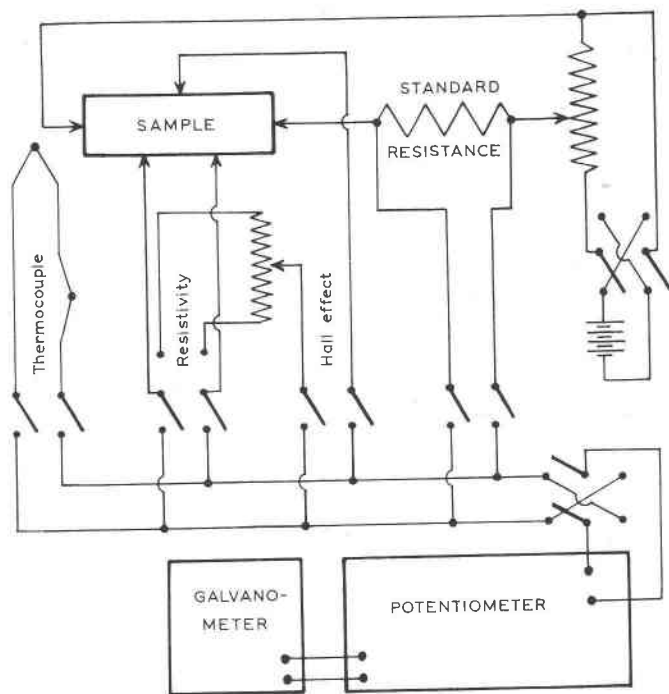 STANDARD
SAMPLE
RESISTANCE
Thermocouple
Resistivity
Hall effect
GALVANO-
METER
POTENTIOMETER